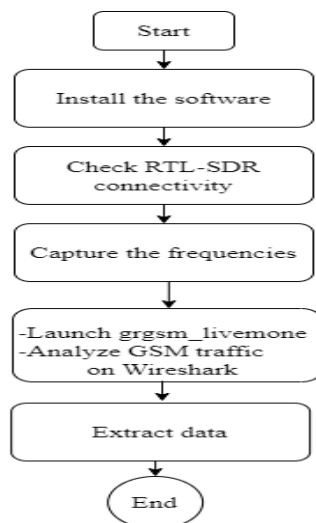 Start
Install the software
Check RTL-SDR
connectivity
Capture the frequencies
-Launch grgsm_livemone
-Analyze GSM traffic
on Wireshark
Extract data
End